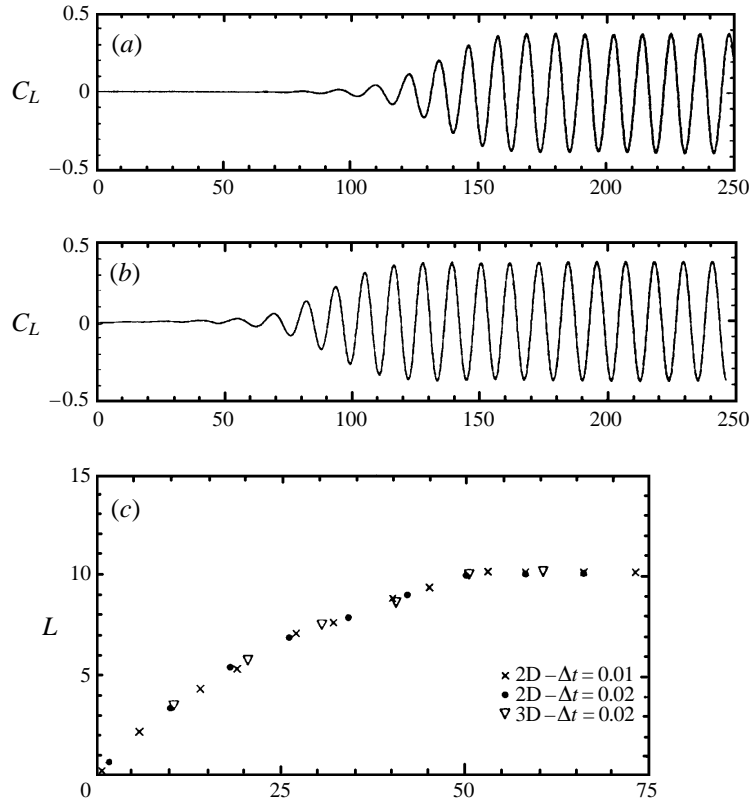 0.5
(a)
C_L
0
−0.5
0 50 100 150 200 250
0.5
(b)
C_L
0
−0.5
0 50 100 150 200 250
15
(c)
10
L
5
× 2D – Δt = 0.01
• 2D – Δt = 0.02
▽ 3D – Δt = 0.02
0
25 50 75